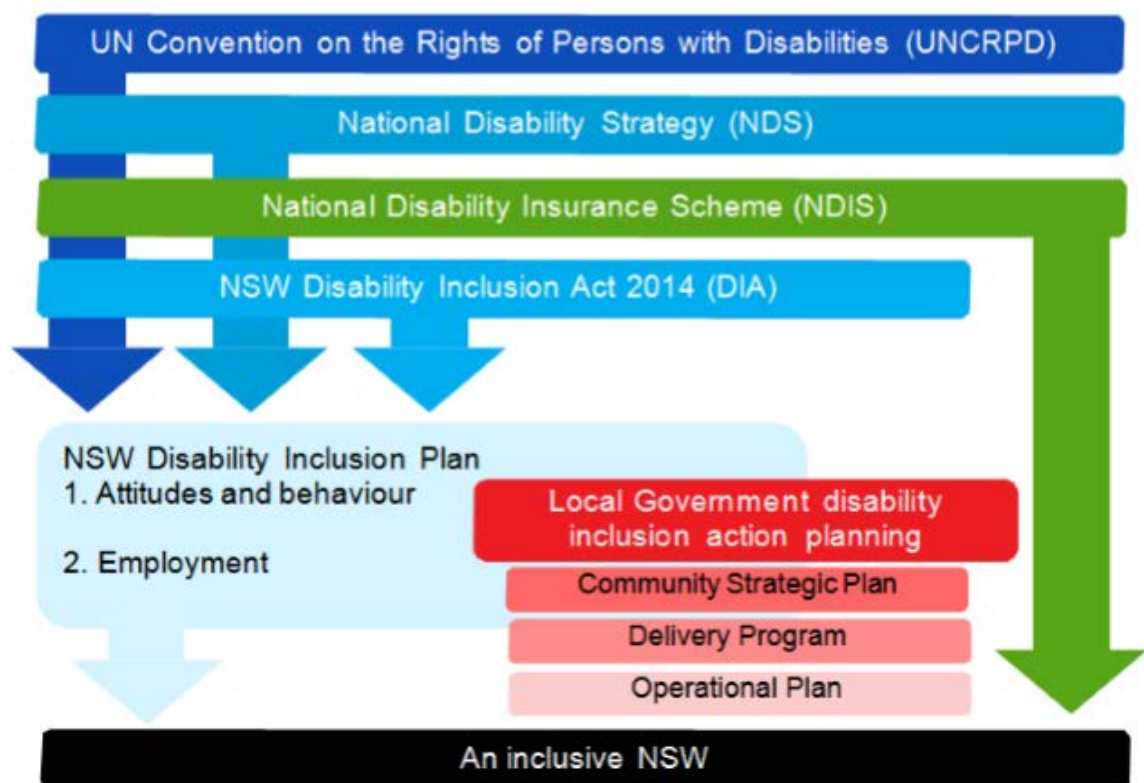 UN Convention on the Rights of Persons with Disabilities (UNCRPD)
National Disability Strategy (NDS)
National Disability Insurance Scheme (NDIS)
NSW Disability Inclusion Act 2014 (DIA)
NSW Disability Inclusion Plan
1. Attitudes and behaviour
2. Employment
Local Government disability
inclusion action planning
Community Strategic Plan
Delivery Program
Operational Plan
An inclusive NSW